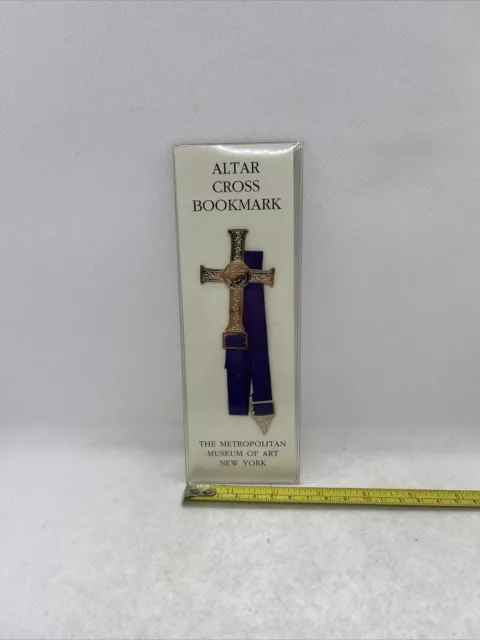 ALTAR
CROSS
BOOKMARK
THE METROPOLITAN
MUSEUM OF ART
NEW YORK